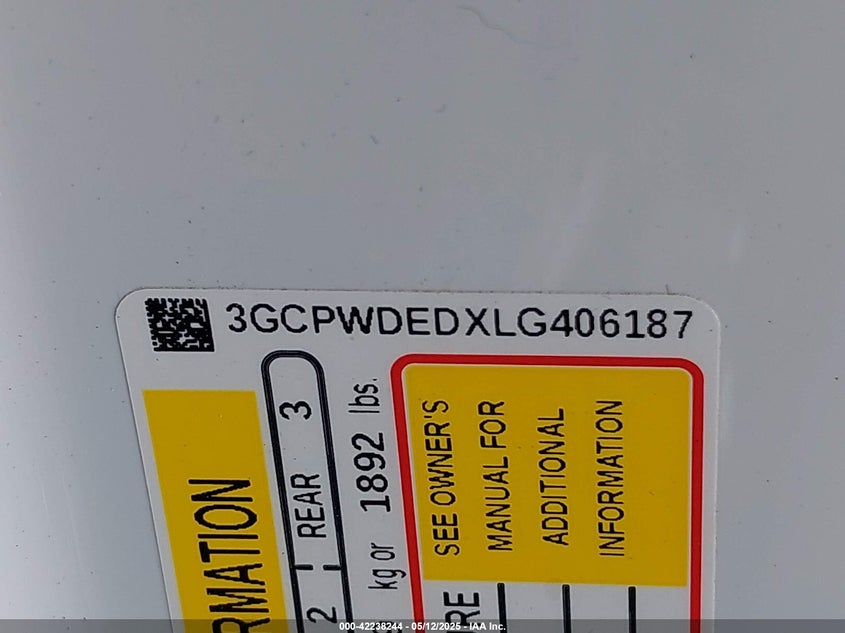 3GCPWDEDXLG406187
RMATION
2 REAR 3
kg or 1892 lbs.
SEE OWNER'S
MANUAL FOR
ADDITIONAL
INFORMATION
RE
000-42238244 - 05/12/2025 - IAA Inc.